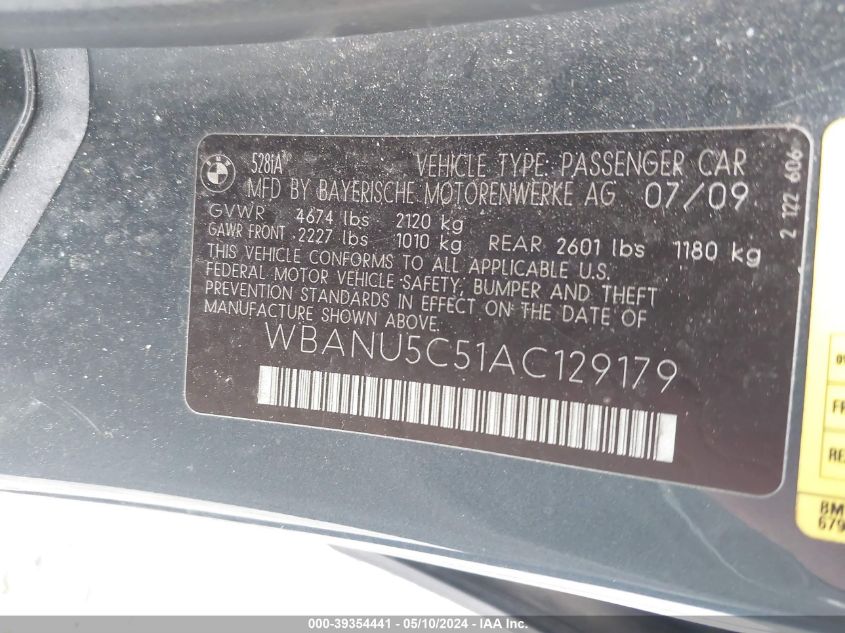 528iA VEHICLE TYPE: PASSENGER CAR
MFD BY BAYERISCHE MOTORENWERKE AG 07/09
GVWR 4674 lbs 2120 kg
GAWR FRONT 2227 lbs 1010 kg REAR 2601 lbs 1180 kg
THIS VEHICLE CONFORMS TO ALL APPLICABLE U.S.
FEDERAL MOTOR VEHICLE SAFETY, BUMPER AND THEFT
PREVENTION STANDARDS IN EFFECT ON THE DATE OF
MANUFACTURE SHOWN ABOVE.
WBANU5C51AC129179
2 122 606
BMW
000-39354441 - 05/10/2024 - IAAI.COM